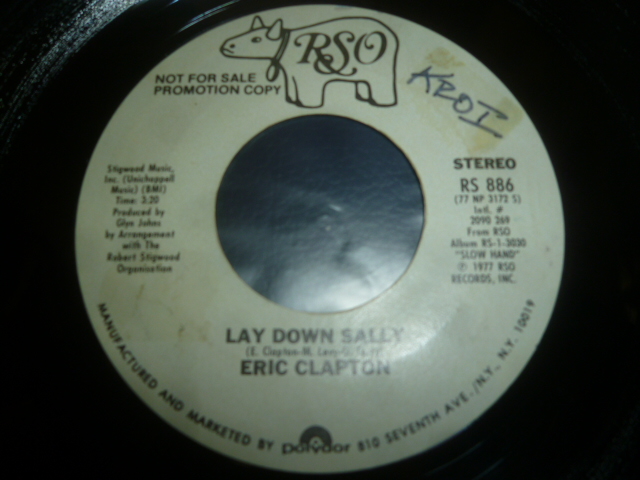 RSO
NOT FOR SALE
PROMOTION COPY
Stigwood Music,
Inc. (Unichappell
Music) (BMI)
Time: 3:20
Produced by
Glyn Johns
by Arrangement
with The
Robert Stigwood
Organisation
STEREO
RS 886
(77 NP 3172 S)
Intl. #
2090 269
From RSO
Album RS-1-3030
"SLOW HAND"
℗ 1977 RSO
RECORDS, INC.
LAY DOWN SALLY
(E. Clapton-M. Levy-G.
ERIC CLAPTON
MANUFACTURED AND MARKETED BY polydor 810 SEVENTH AVE./N.Y., N.Y. 10019